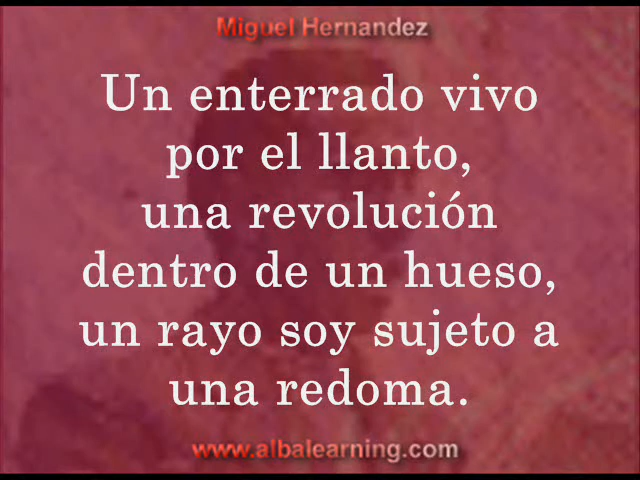 Miguel Hernandez
Un enterrado vivo
por el llanto,
una revolución
dentro de un hueso,
un rayo soy sujeto a
una redoma.
www.albalearning.com